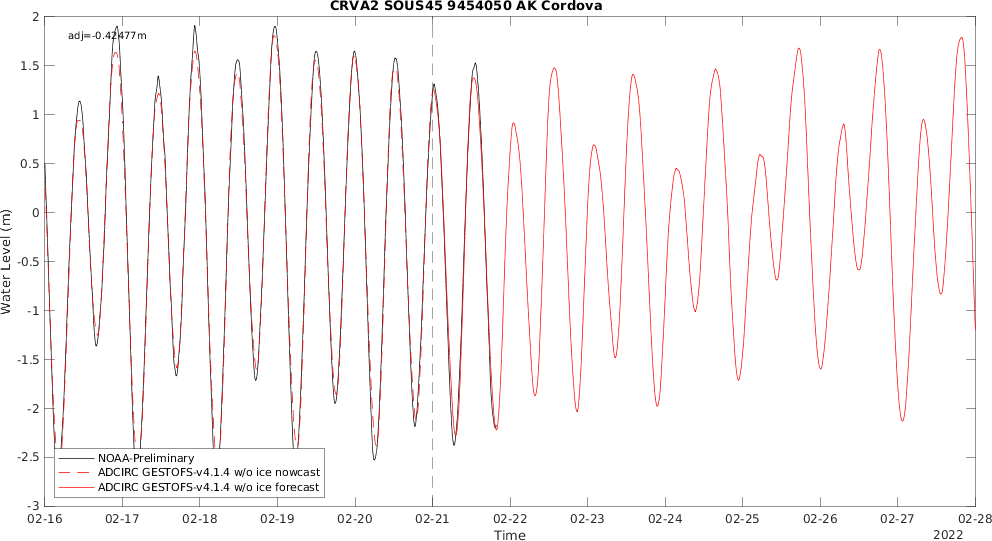 CRVA2 SOUS45 9454050 AK Cordova
adj=-0.42477m
2
1.5
1
0.5
0
-0.5
-1
-1.5
-2
-2.5
-3
Water Level (m)
NOAA-Preliminary
ADCIRC GESTOFS-v4.1.4 w/o ice nowcast
ADCIRC GESTOFS-v4.1.4 w/o ice forecast
02-16 02-17 02-18 02-19 02-20 02-21 02-22 02-23 02-24 02-25 02-26 02-27 02-28
Time
2022